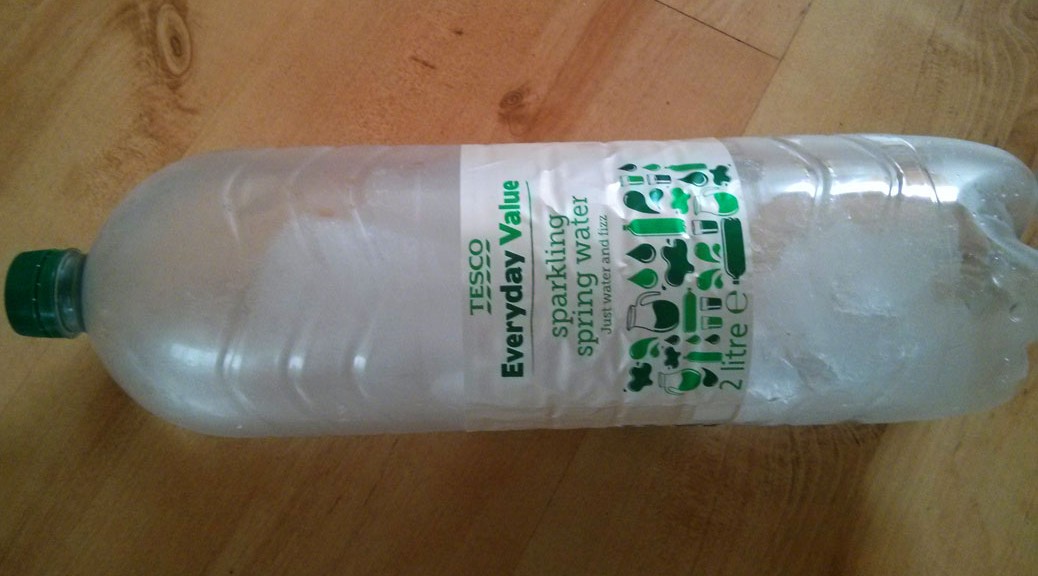 TESCO
Everyday Value
sparkling
spring water
Just water and fizz
2 litre ℮